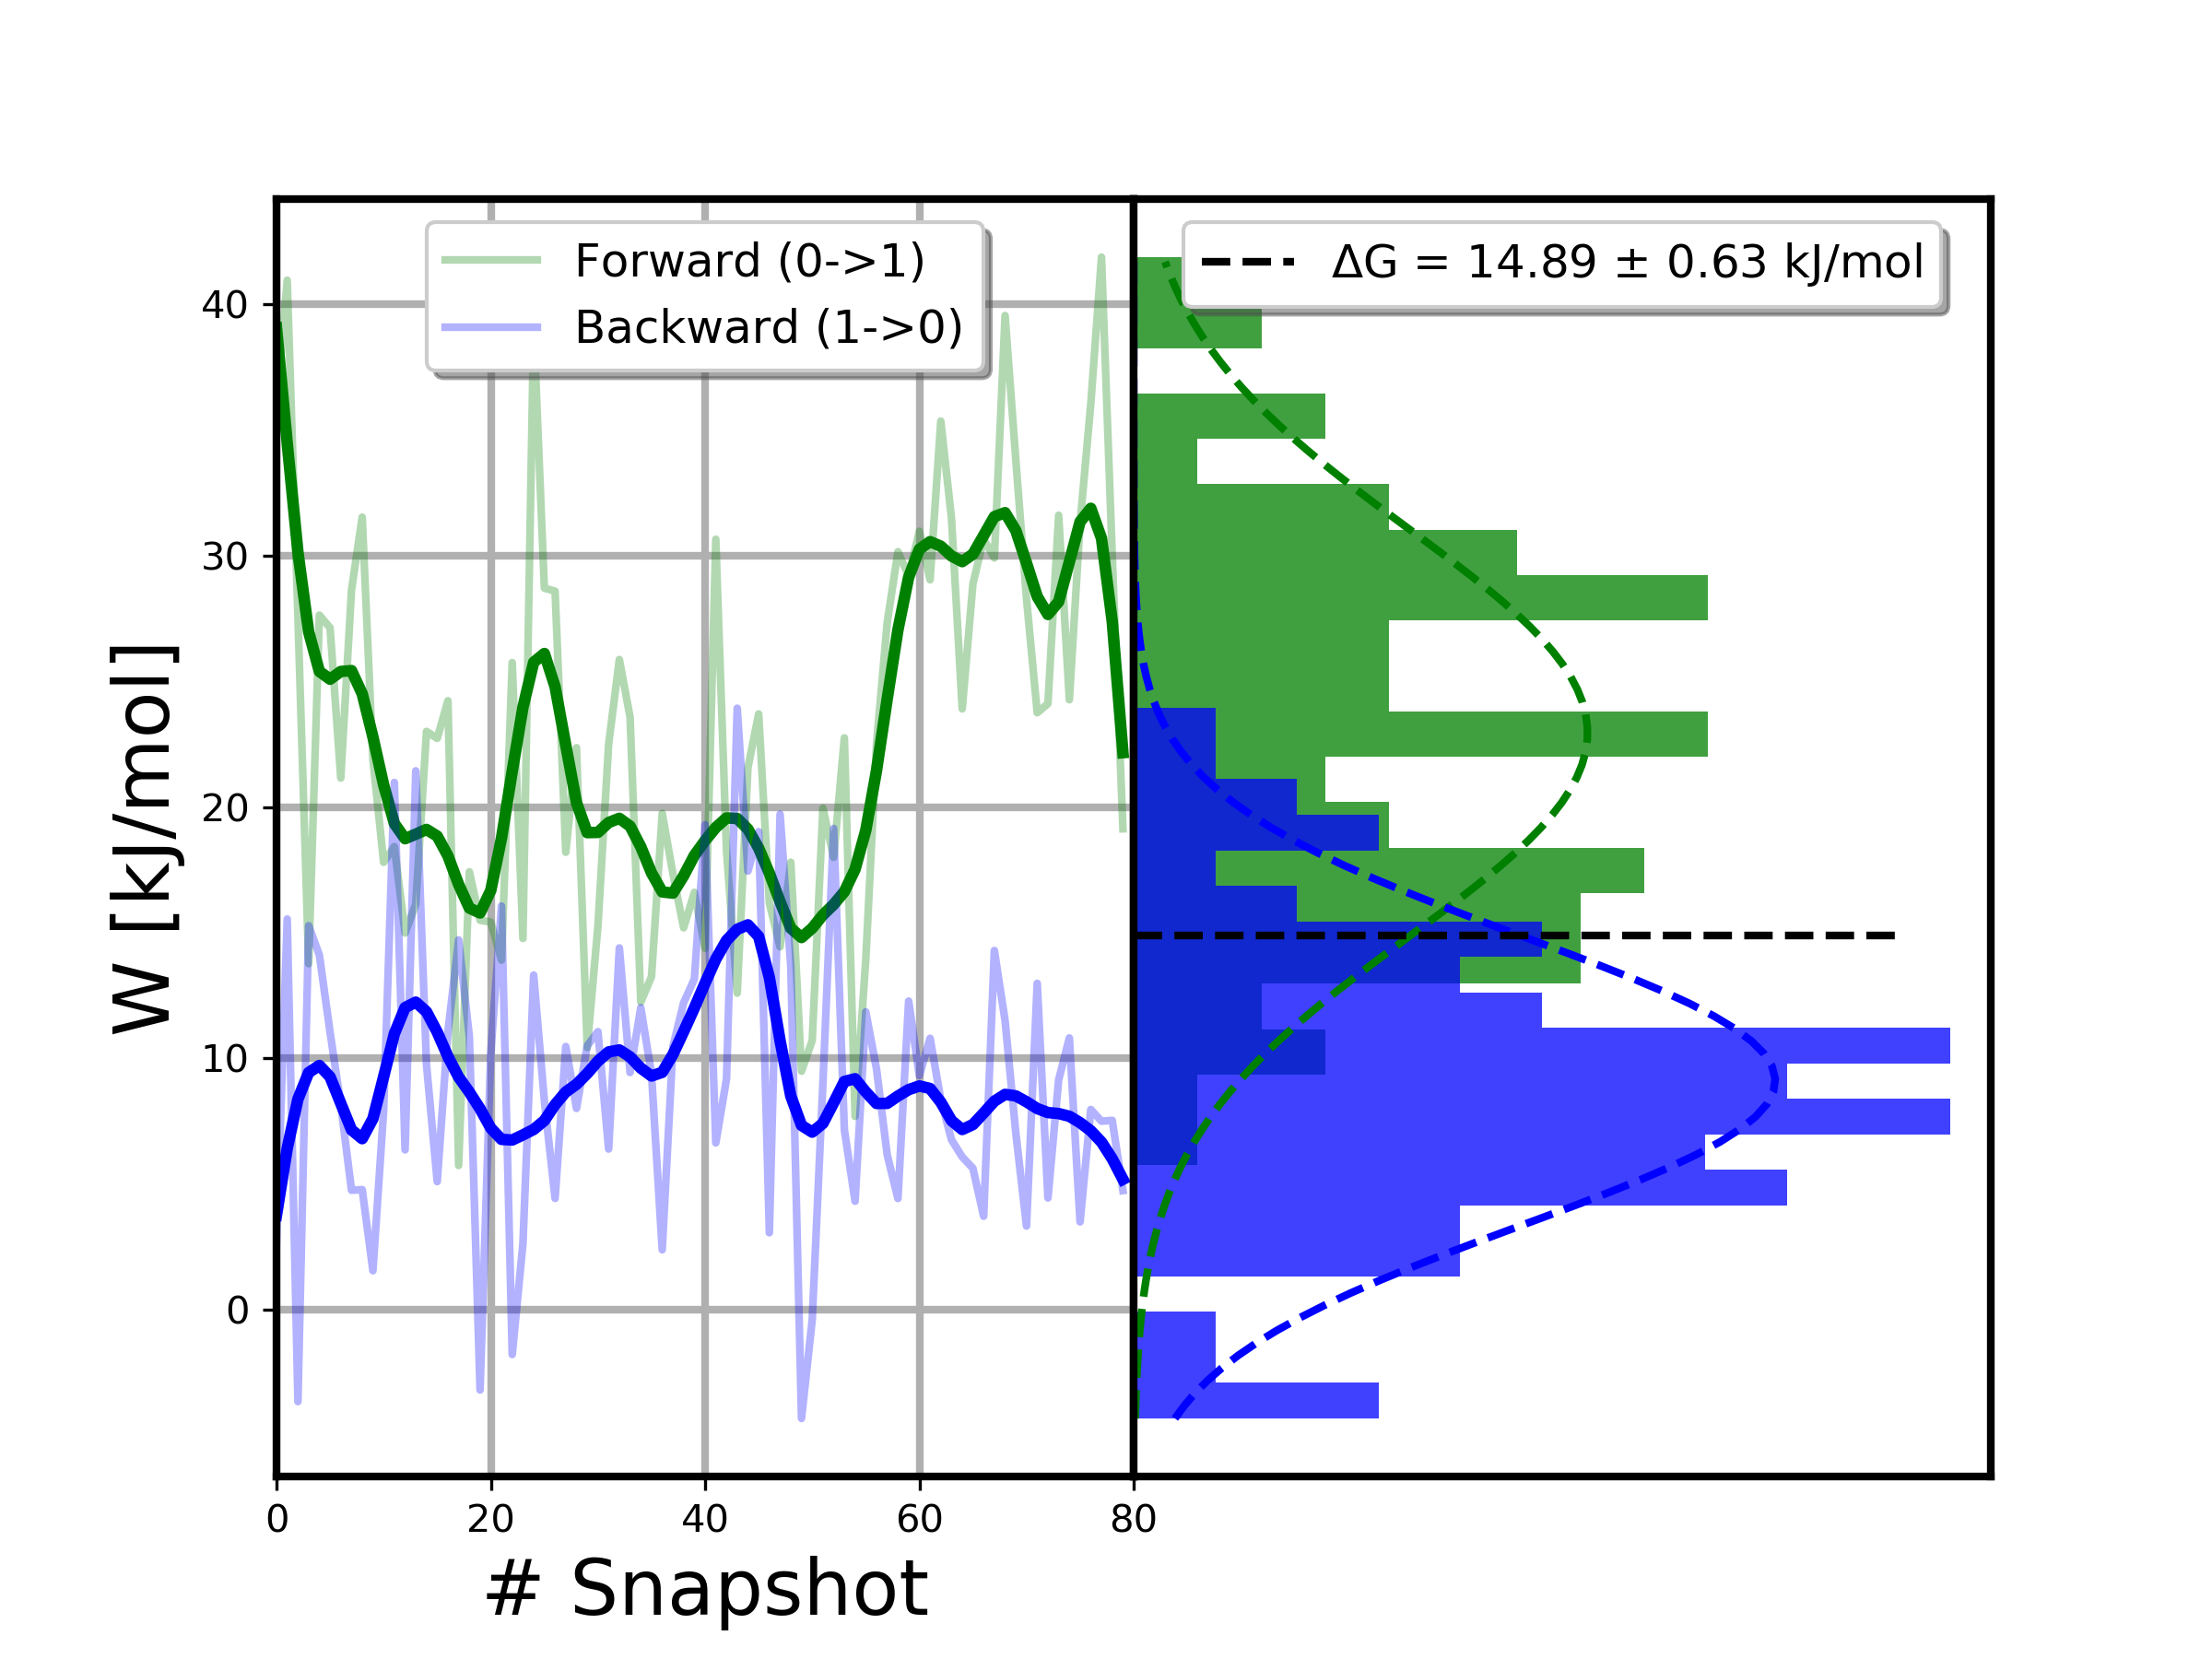 Forward (0->1)
Backward (1->0)
ΔG = 14.89 ± 0.63 kJ/mol
W [kJ/mol]
40
30
20
10
0
0 20 40 60 80
# Snapshot